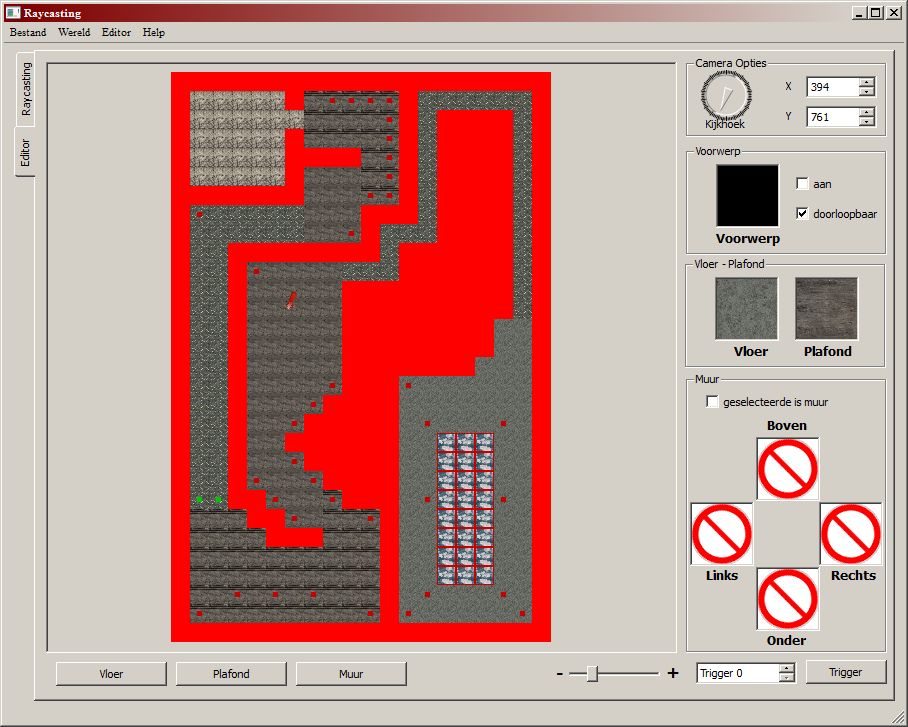 Raycasting
Bestand Wereld Editor Help
Raycasting
Editor
Camera Opties
Kijkhoek
X 394
Y 761
Voorwerp
aan
doorloopbaar
Voorwerp
Vloer - Plafond
Vloer Plafond
Muur
geselecteerde is muur
Boven
Links Rechts
Onder
Vloer Plafond Muur - + Trigger 0 Trigger